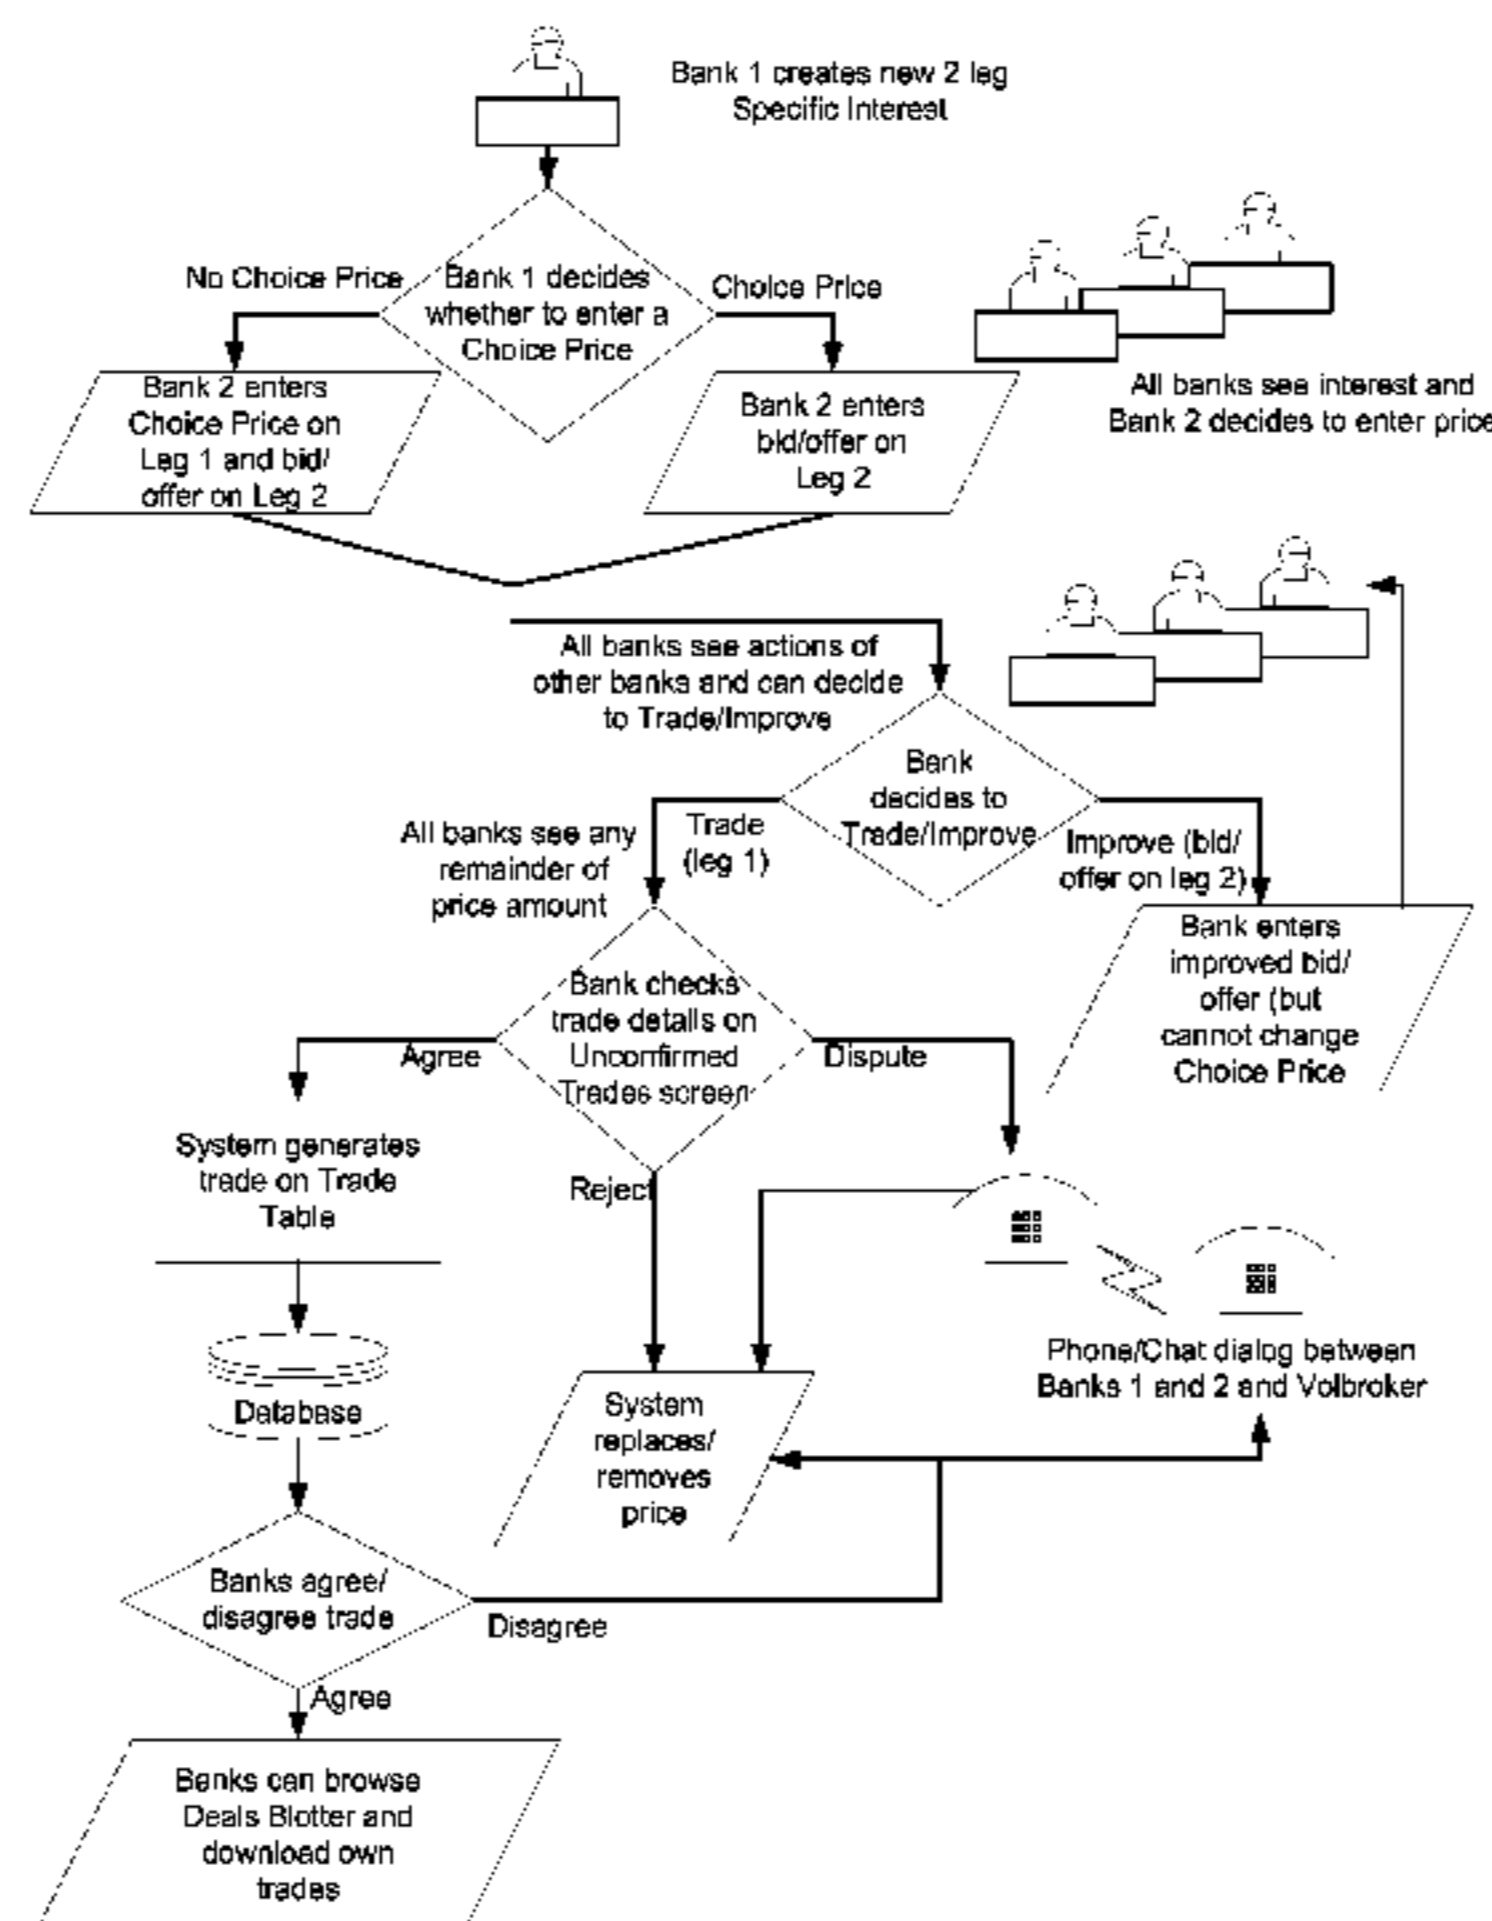 Bank 1 creates new 2 leg
Specific Interest
No Choice Price
Bank 1 decides
whether to enter a
Choice Price
Choice Price
All banks see interest and
Bank 2 decides to enter price
Bank 2 enters
Choice Price on
Leg 1 and bid/
offer on Leg 2
Bank 2 enters
bid/offer on
Leg 2
All banks see actions of
other banks and can decide
to Trade/Improve
Bank
decides to
Trade/Improve
All banks see any
remainder of
price amount
Trade
(leg 1)
Improve (bid/
offer on leg 2)
Bank enters
improved bid/
offer (but
cannot change
Choice Price
Bank checks
trade details on
Unconfirmed
Trades screen
Agree
Dispute
Reject
System generates
trade on Trade
Table
Database
Phone/Chat dialog between
Banks 1 and 2 and Volbroker
System
replaces/
removes
price
Banks agree/
disagree trade
Disagree
Agree
Banks can browse
Deals Blotter and
download own
trades